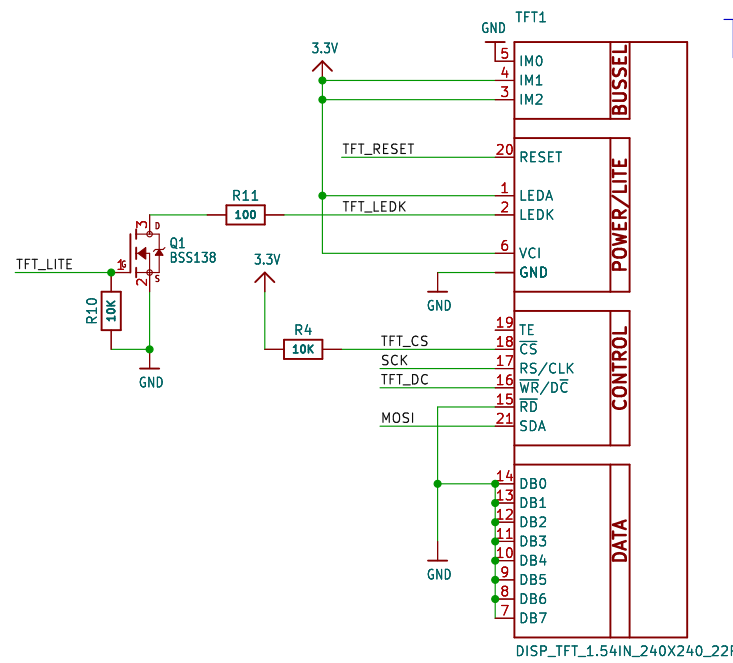 TFT1
GND
5 IM0
4 IM1
3 IM2
BUSSEL
3.3V
TFT_RESET
20 RESET
1 LEDA
TFT_LEDK
2 LEDK
6 VCI
GND
POWER/LITE
GND
R11
100
3
D
Q1
BSS138
TFT_LITE
1
G
2
S
R10
10K
GND
3.3V
R4
10K
19 TE
TFT_CS
18 CS
SCK
17 RS/CLK
TFT_DC
16 WR/DC
15 RD
MOSI
21 SDA
CONTROL
14 DB0
13 DB1
12 DB2
11 DB3
10 DB4
9 DB5
8 DB6
7 DB7
DATA
GND
DISP_TFT_1.54IN_240X240_22